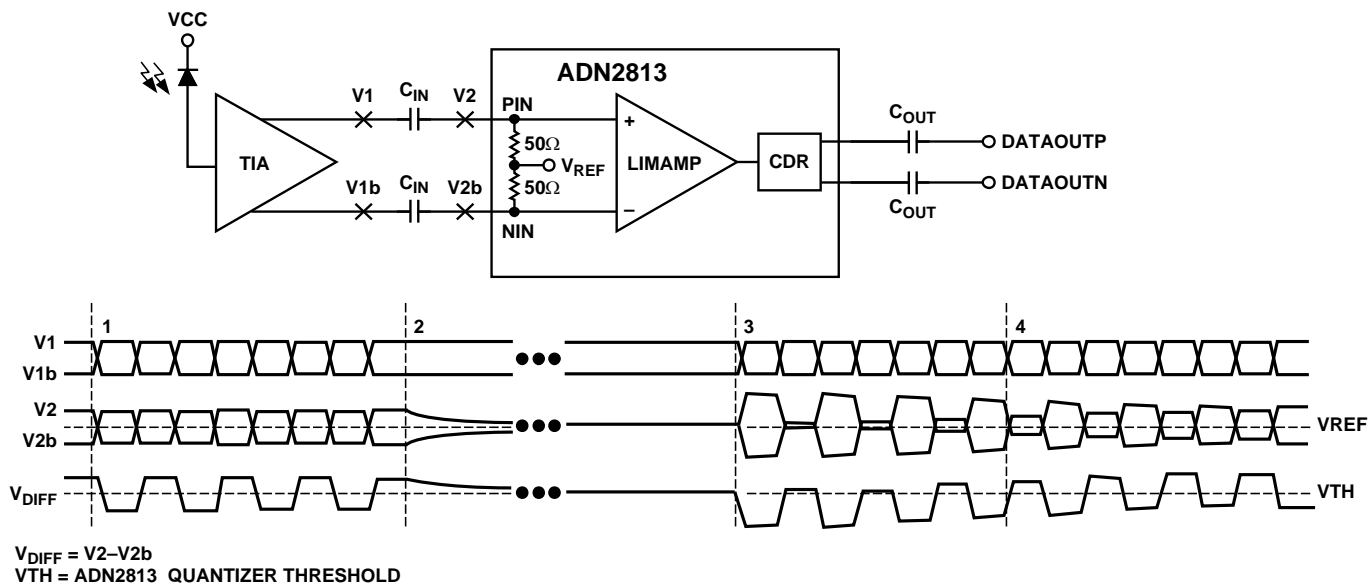 VCC
ADN2813
V1
C_IN
V2
PIN
+
50Ω
V_REF
50Ω
TIA
LIMAMP
CDR
C_OUT
DATAOUTP
DATAOUTN
C_OUT
V1b
C_IN
V2b
−
NIN
1
2
3
4
V1
V1b
V2
V2b
VREF
V_DIFF
VTH
V_DIFF = V2–V2b
VTH = ADN2813 QUANTIZER THRESHOLD